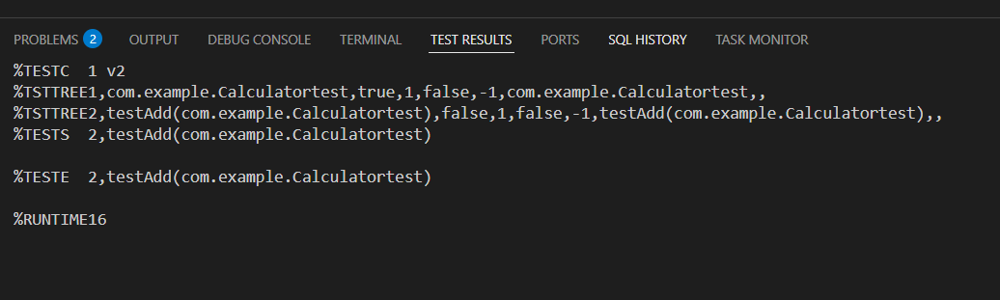 PROBLEMS 2 OUTPUT DEBUG CONSOLE TERMINAL TEST RESULTS PORTS SQL HISTORY TASK MONITOR
%TESTC  1 v2
%TSTTREE1,com.example.Calculatortest,true,1,false,-1,com.example.Calculatortest,,
%TSTTREE2,testAdd(com.example.Calculatortest),false,1,false,-1,testAdd(com.example.Calculatortest),,
%TESTS  2,testAdd(com.example.Calculatortest)
%TESTE  2,testAdd(com.example.Calculatortest)
%RUNTIME16